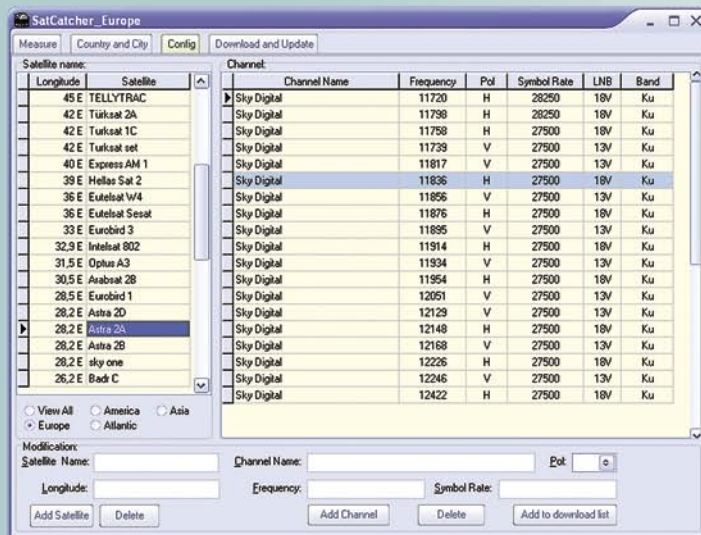 SatCatcher_Europe
Measure Country and City Config Download and Update
Satellite name: Channel:
Longitude Satellite Channel Name Frequency Pol Symbol Rate LNB Band
45 E TELLYTRAC Sky Digital 11720 H 28250 18V Ku
42 E Türksat 2A Sky Digital 11798 H 28250 18V Ku
42 E Turksat 1C Sky Digital 11758 H 27500 18V Ku
42 E Turksat set Sky Digital 11739 V 27500 13V Ku
40 E Express AM 1 Sky Digital 11817 V 27500 13V Ku
39 E Hellas Sat 2 Sky Digital 11836 H 27500 18V Ku
36 E Eutelsat W4 Sky Digital 11856 V 27500 13V Ku
36 E Eutelsat Sesat Sky Digital 11876 H 27500 18V Ku
33 E Eurobird 3 Sky Digital 11895 V 27500 13V Ku
32,9 E Intelsat 802 Sky Digital 11914 H 27500 18V Ku
31,5 E Optus A3 Sky Digital 11934 V 27500 13V Ku
30,5 E Arabsat 2B Sky Digital 11954 H 27500 18V Ku
28,5 E Eurobird 1 Sky Digital 12051 V 27500 13V Ku
28,2 E Astra 2D Sky Digital 12129 V 27500 13V Ku
28,2 E Astra 2A Sky Digital 12148 H 27500 18V Ku
28,2 E Astra 2B Sky Digital 12168 V 27500 13V Ku
28,2 E sky one Sky Digital 12226 H 27500 18V Ku
26,2 E Badr C Sky Digital 12246 V 27500 13V Ku
Sky Digital 12422 H 27500 18V Ku
View All America Asia
Europe Atlantic
Modification:
Satellite Name: Channel Name: Pol:
Longitude: Frequency: Symbol Rate:
Add Satellite Delete Add Channel Delete Add to download list